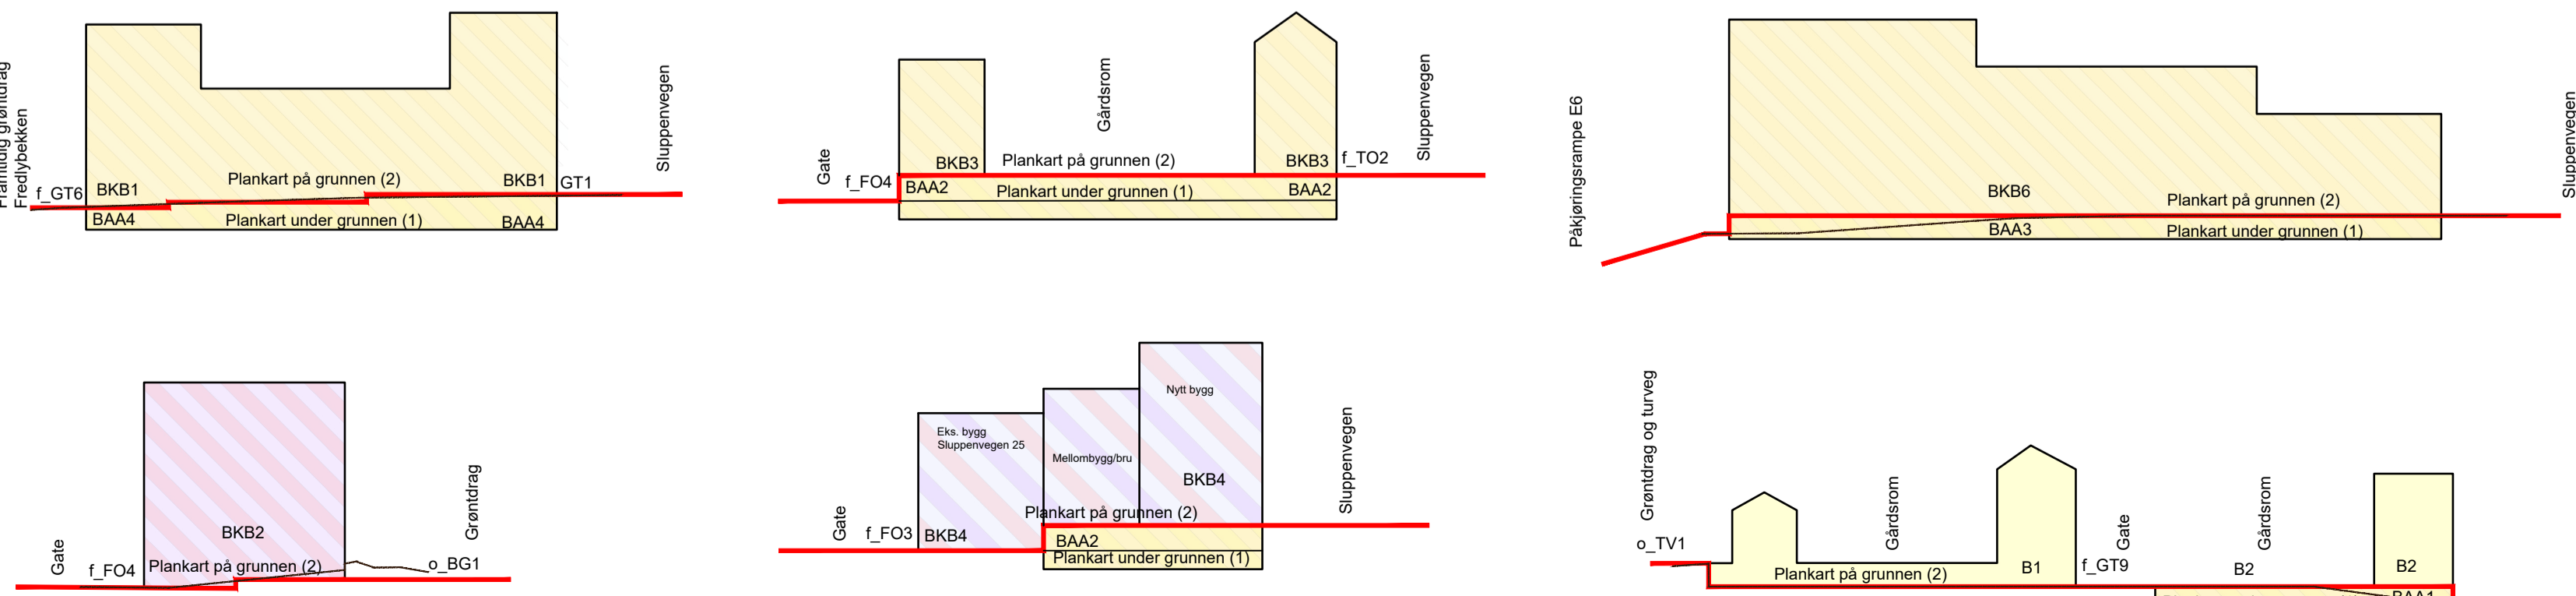 Framtidig grøntdrag
Fredlybekken
f_GT6
BKB1
Plankart på grunnen (2)
BKB1
GT1
BAA4
Plankart under grunnen (1)
BAA4
Sluppenvegen
Gate
f_FO4
BKB3
Gårdsrom
Plankart på grunnen (2)
BKB3
f_TO2
Sluppenvegen
BAA2
Plankart under grunnen (1)
BAA2
Påkjøringsrampe E6
BKB6
Plankart på grunnen (2)
BAA3
Plankart under grunnen (1)
Sluppenvegen
Gate
f_FO4
BKB2
Plankart på grunnen (2)
Grøntdrag
o_BG1
Gate
f_FO3
Eks. bygg
Sluppenvegen 25
Mellombygg/bru
Nytt bygg
BKB4
Plankart på grunnen (2)
BKB4
BAA2
Plankart under grunnen (1)
Sluppenvegen
Grøntdrag og turveg
o_TV1
Gårdsrom
Plankart på grunnen (2)
B1
Gate
f_GT9
Gårdsrom
B2
B2
BAA1